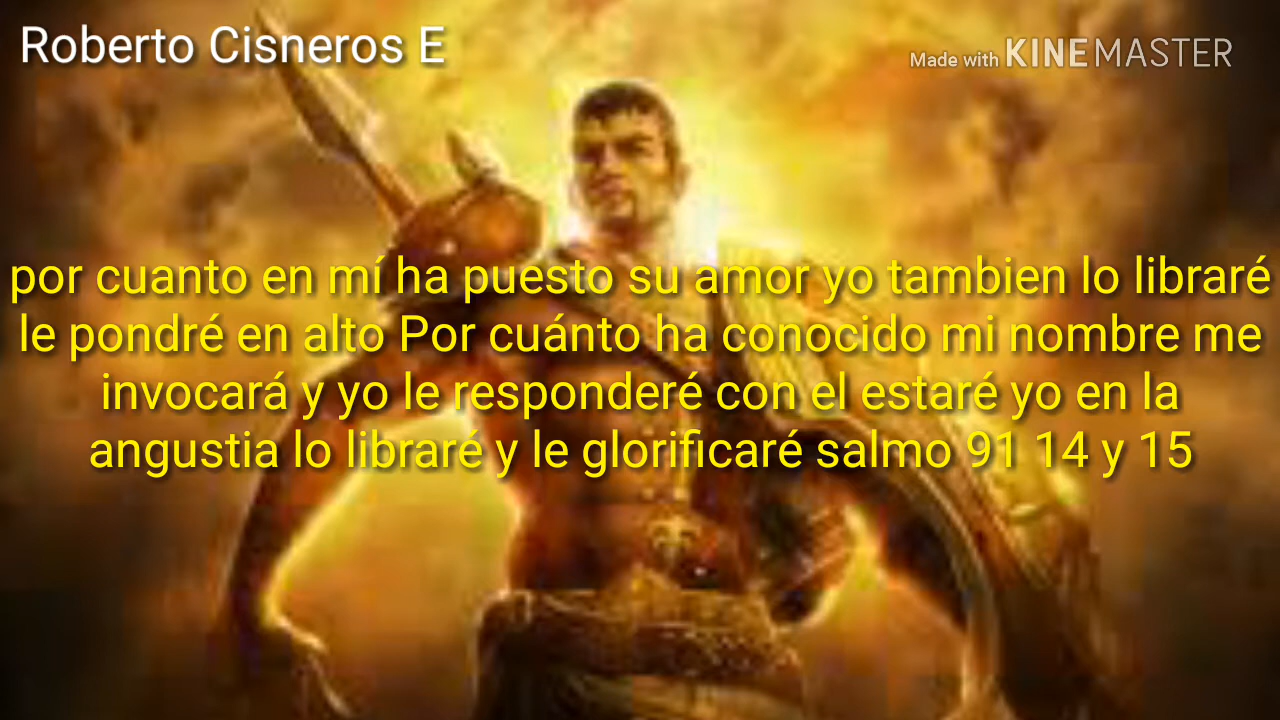 Roberto Cisneros E
Made with KINEMASTER
por cuanto en mí ha puesto su amor yo tambien lo libraré
le pondré en alto Por cuánto ha conocido mi nombre me
invocará y yo le responderé con el estaré yo en la
angustia lo libraré y le glorificaré salmo 91 14 y 15